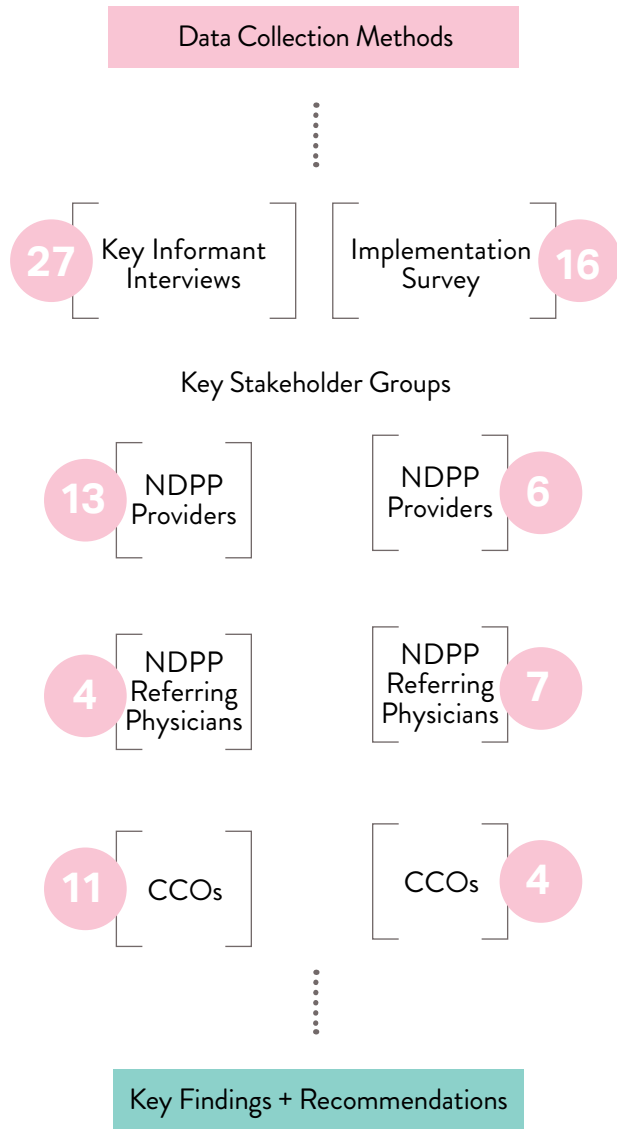 Data Collection Methods
27
Key Informant
Interviews
Implementation
Survey
16
Key Stakeholder Groups
13
NDPP
Providers
NDPP
Providers
6
4
NDPP
Referring
Physicians
NDPP
Referring
Physicians
7
11
CCOs
CCOs
4
Key Findings + Recommendations